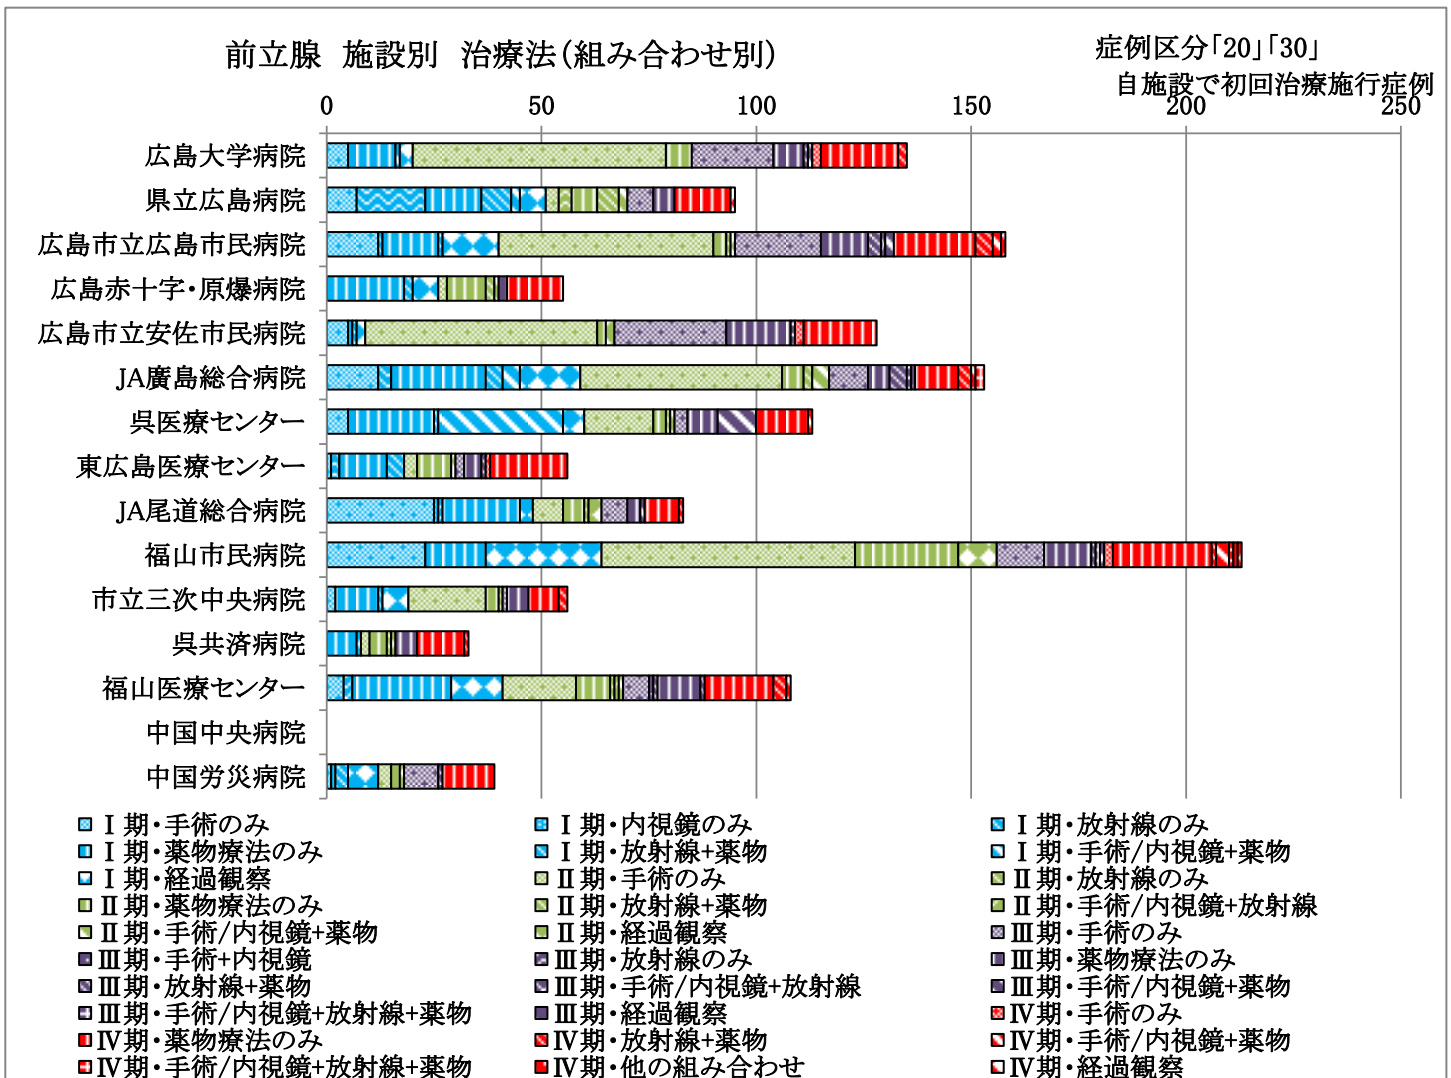 前立腺 施設別 治療法(組み合わせ別)
症例区分「20」「30」
自施設で初回治療施行症例
0 50 100 150 200 250
広島大学病院
県立広島病院
広島市立広島市民病院
広島赤十字・原爆病院
広島市立安佐市民病院
JA廣島総合病院
呉医療センター
東広島医療センター
JA尾道総合病院
福山市民病院
市立三次中央病院
呉共済病院
福山医療センター
中国中央病院
中国労災病院
Ⅰ期・手術のみ Ⅰ期・内視鏡のみ Ⅰ期・放射線のみ
Ⅰ期・薬物療法のみ Ⅰ期・放射線+薬物 Ⅰ期・手術/内視鏡+薬物
Ⅰ期・経過観察 Ⅱ期・手術のみ Ⅱ期・放射線のみ
Ⅱ期・薬物療法のみ Ⅱ期・放射線+薬物 Ⅱ期・手術/内視鏡+放射線
Ⅱ期・手術/内視鏡+薬物 Ⅱ期・経過観察 Ⅲ期・手術のみ
Ⅲ期・手術+内視鏡 Ⅲ期・放射線のみ Ⅲ期・薬物療法のみ
Ⅲ期・放射線+薬物 Ⅲ期・手術/内視鏡+放射線 Ⅲ期・手術/内視鏡+薬物
Ⅲ期・手術/内視鏡+放射線+薬物 Ⅲ期・経過観察 Ⅳ期・手術のみ
Ⅳ期・薬物療法のみ Ⅳ期・放射線+薬物 Ⅳ期・手術/内視鏡+薬物
Ⅳ期・手術/内視鏡+放射線+薬物 Ⅳ期・他の組み合わせ Ⅳ期・経過観察